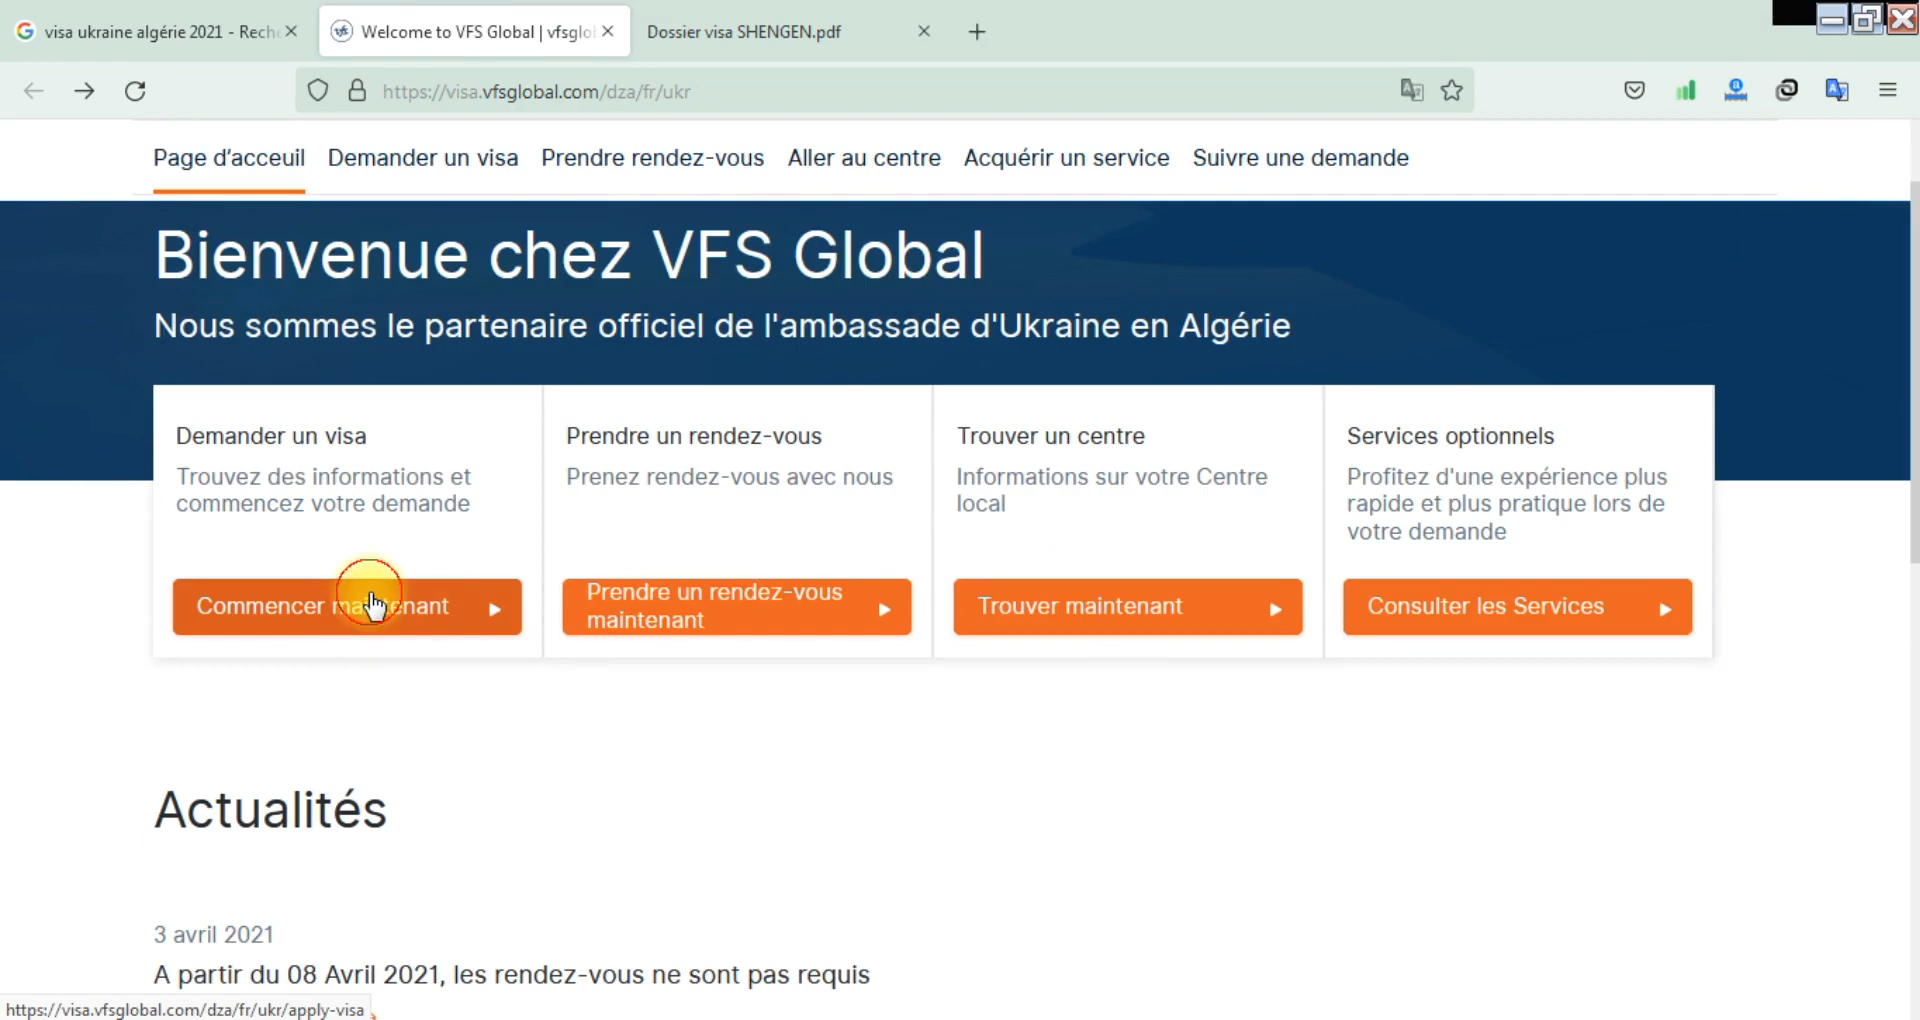 visa ukraine algérie 2021 - Rech
Welcome to VFS Global | vfsglo
Dossier visa SHENGEN.pdf
https://visa.vfsglobal.com/dza/fr/ukr
Page d'acceuil
Demander un visa
Prendre rendez-vous
Aller au centre
Acquérir un service
Suivre une demande
Bienvenue chez VFS Global
Nous sommes le partenaire officiel de l'ambassade d'Ukraine en Algérie
Demander un visa
Trouvez des informations et
commencez votre demande
Commencer maintenant
Prendre un rendez-vous
Prenez rendez-vous avec nous
Prendre un rendez-vous
maintenant
Trouver un centre
Informations sur votre Centre
local
Trouver maintenant
Services optionnels
Profitez d'une expérience plus
rapide et plus pratique lors de
votre demande
Consulter les Services
Actualités
3 avril 2021
A partir du 08 Avril 2021, les rendez-vous ne sont pas requis
https://visa.vfsglobal.com/dza/fr/ukr/apply-visa